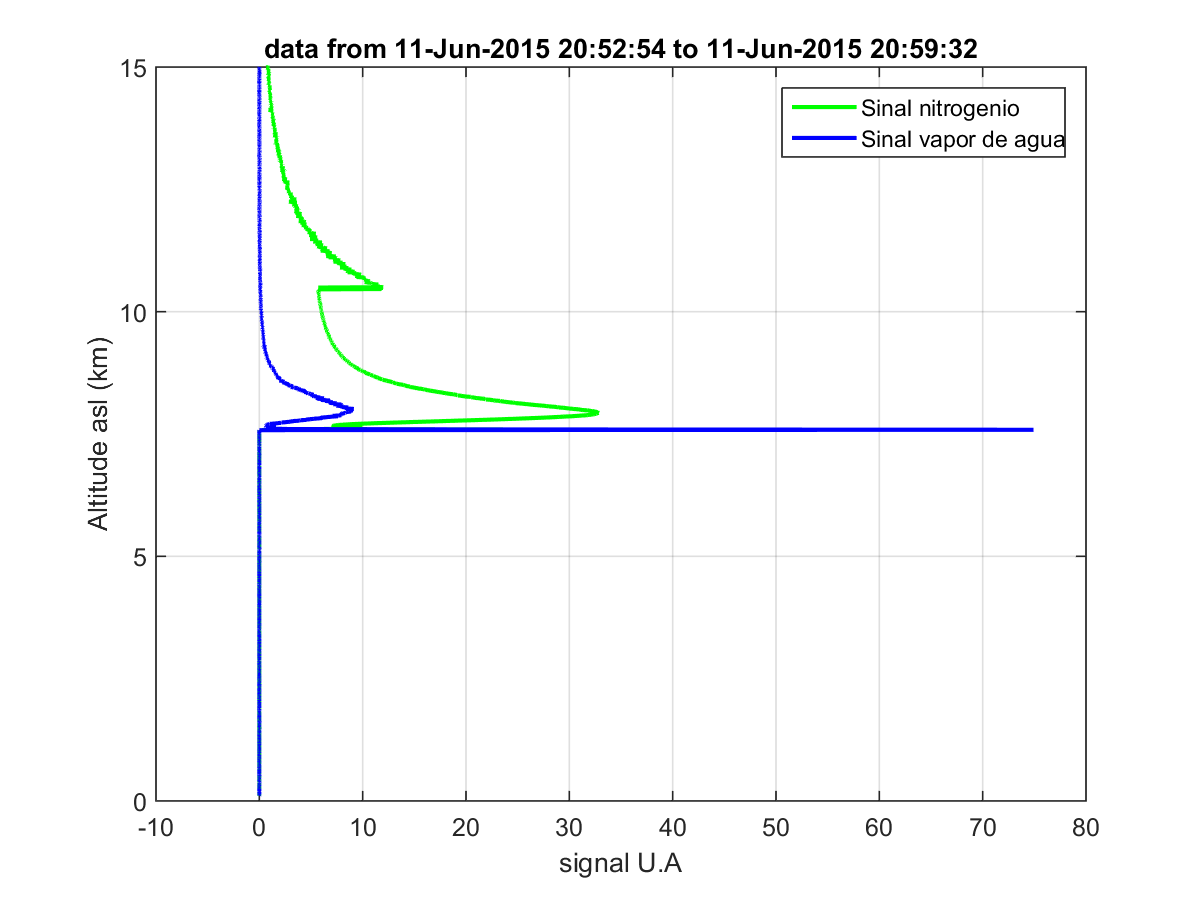 data from 11-Jun-2015 20:52:54 to 11-Jun-2015 20:59:32
15
Sinal nitrogenio
Sinal vapor de agua
10
Altitude asl (km)
5
0
-10 0 10 20 30 40 50 60 70 80
signal U.A